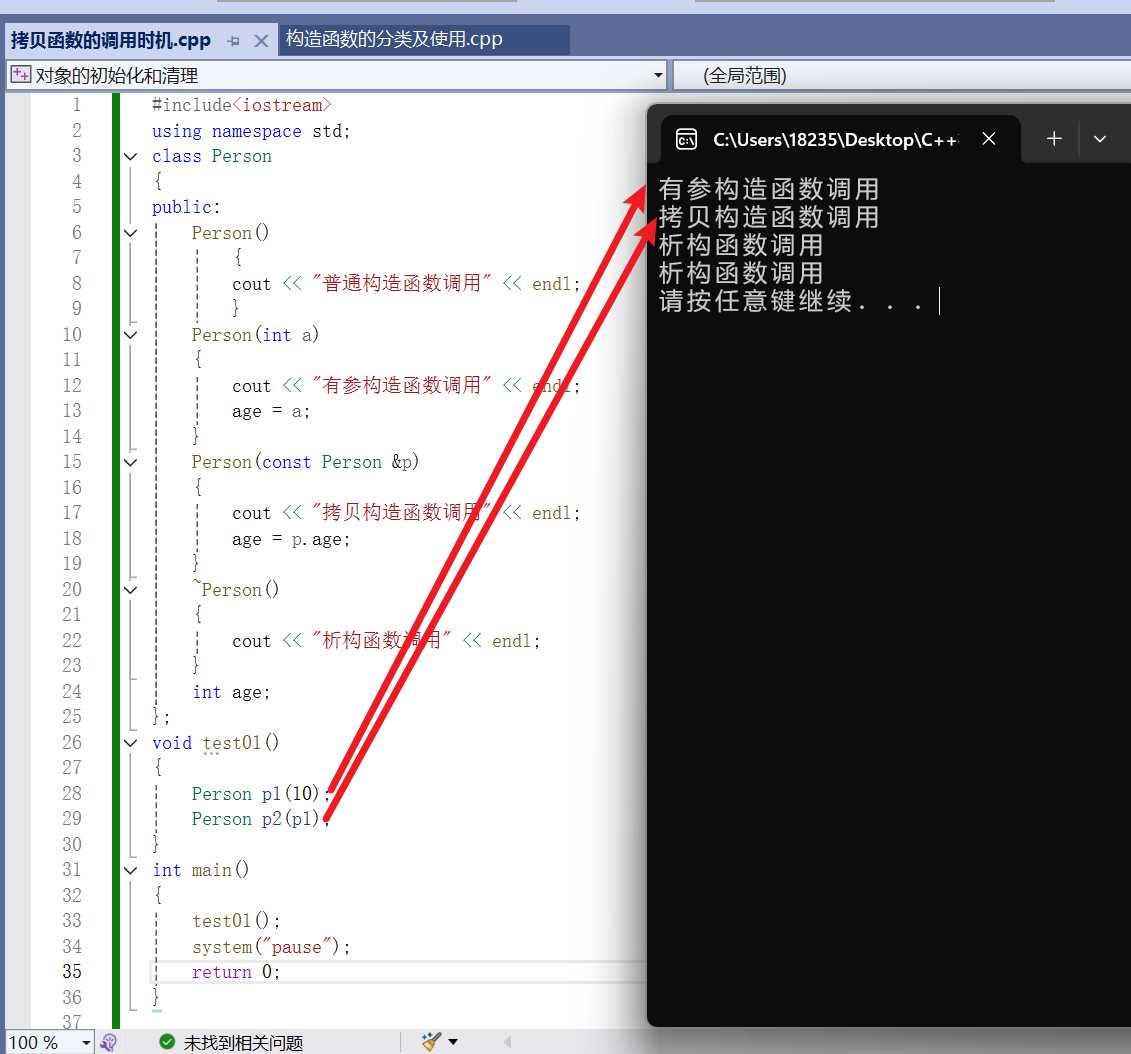 拷贝函数的调用时机.cpp
构造函数的分类及使用.cpp
对象的初始化和清理
(全局范围)
1 #include<iostream>
2 using namespace std;
3 class Person
4 {
5 public:
6 Person()
7 {
8 cout << "普通构造函数调用" << endl;
9 }
10 Person(int a)
11 {
12 cout << "有参构造函数调用" << endl;
13 age = a;
14 }
15 Person(const Person &p)
16 {
17 cout << "拷贝构造函数调用" << endl;
18 age = p.age;
19 }
20 ~Person()
21 {
22 cout << "析构函数调用" << endl;
23 }
24 int age;
25 };
26 void test01()
27 {
28 Person p1(10);
29 Person p2(p1);
30 }
31 int main()
32 {
33 test01();
34 system("pause");
35 return 0;
36 }
37
C:\Users\18235\Desktop\C++
有参构造函数调用
拷贝构造函数调用
析构函数调用
析构函数调用
请按任意键继续. . .
100 %
未找到相关问题